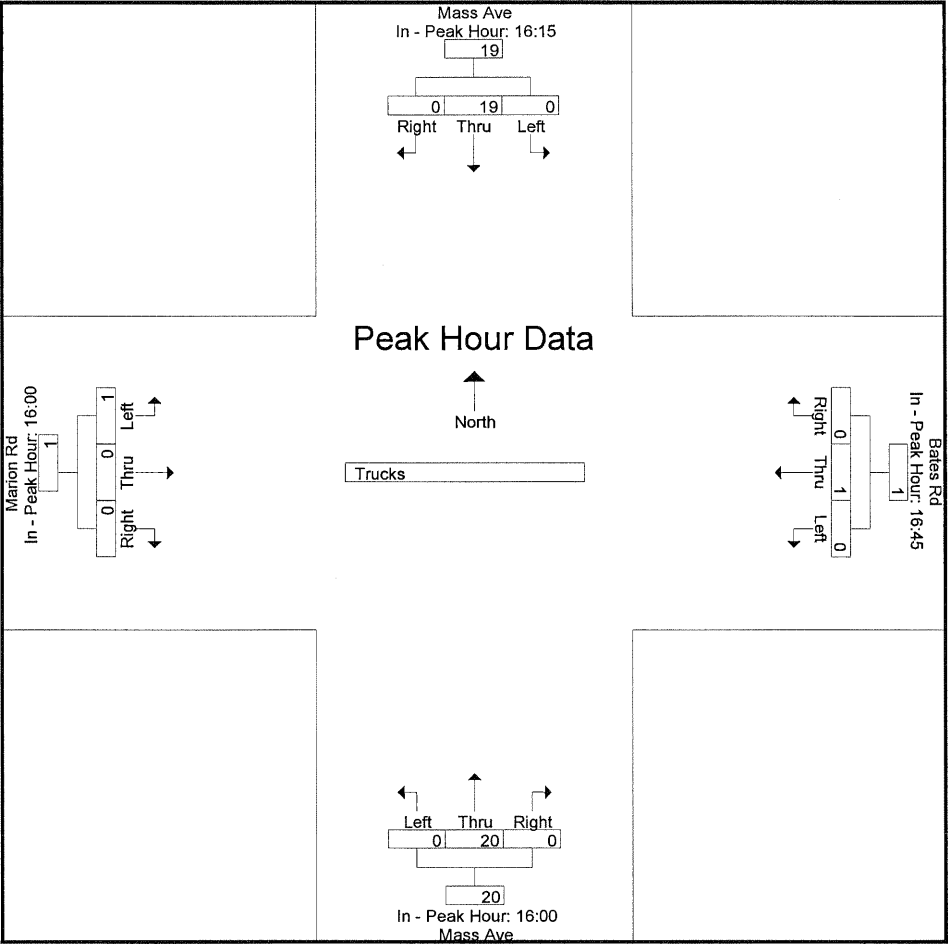 Mass Ave
In - Peak Hour: 16:15
19
0 19 0
Right Thru Left
Peak Hour Data
North
Trucks
Marion Rd
In - Peak Hour: 16:00
1
1 0 0
Left Thru Right
Bates Rd
In - Peak Hour: 16:45
1
0 1 0
Right Thru Left
Left Thru Right
0 20 0
20
In - Peak Hour: 16:00
Mass Ave